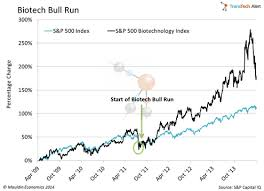 Biotech Bull Run
TransTech Alert
S&P 500 Index
S&P 500 Biotechnology Index
300%
250%
200%
150%
100%
50%
0%
-50%
Percentage Change
Start of Biotech Bull Run
Apr '09
Oct '09
Apr '10
Oct '10
Apr '11
Oct '11
Apr '12
Oct '12
Apr '13
Oct '13
© Mauldin Economics 2014
Source: S&P Capital IQ